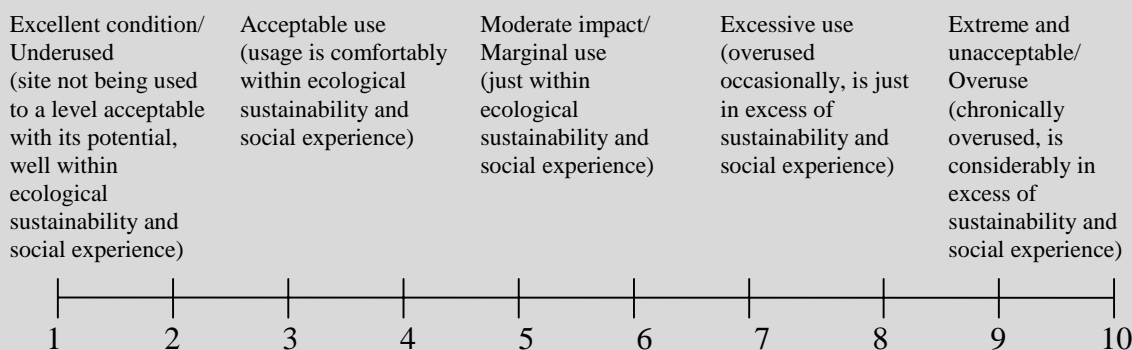 Excellent condition/
Underused
(site not being used
to a level acceptable
with its potential,
well within
ecological
sustainability and
social experience)
Acceptable use
(usage is comfortably
within ecological
sustainability and
social experience)
Moderate impact/
Marginal use
(just within
ecological
sustainability and
social experience)
Excessive use
(overused
occasionally, is just
in excess of
sustainability and
social experience)
Extreme and
unacceptable/
Overuse
(chronically
overused, is
considerably in
excess of
sustainability and
social experience)
1 2 3 4 5 6 7 8 9 10